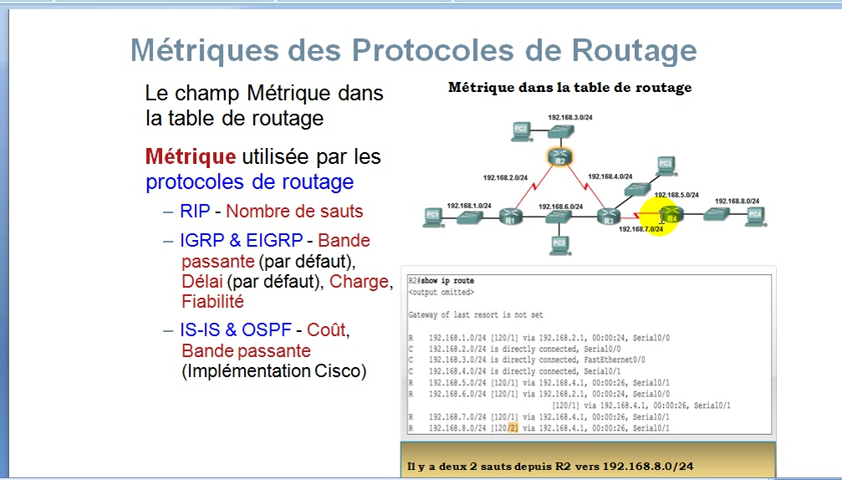 Métriques des Protocoles de Routage
Le champ Métrique dans
la table de routage
Métrique utilisée par les
protocoles de routage
– RIP - Nombre de sauts
– IGRP & EIGRP - Bande
passante (par défaut),
Délai (par défaut), Charge,
Fiabilité
– IS-IS & OSPF - Coût,
Bande passante
(Implémentation Cisco)
Métrique dans la table de routage
192.168.3.0/24
PC2
R2
PC3
192.168.2.0/24
192.168.4.0/24
192.168.5.0/24
192.168.1.0/24
192.168.6.0/24
192.168.8.0/24
PC1
R1
R3
R4
PC4
192.168.7.0/24
PC5
R2#show ip route
<output omitted>
Gateway of last resort is not set
R 192.168.1.0/24 [120/1] via 192.168.2.1, 00:00:24, Serial0/0
C 192.168.2.0/24 is directly connected, Serial0/0
C 192.168.3.0/24 is directly connected, FastEthernet0/0
C 192.168.4.0/24 is directly connected, Serial0/1
R 192.168.5.0/24 [120/1] via 192.168.4.1, 00:00:26, Serial0/1
R 192.168.6.0/24 [120/1] via 192.168.2.1, 00:00:24, Serial0/0
[120/1] via 192.168.4.1, 00:00:26, Serial0/1
R 192.168.7.0/24 [120/1] via 192.168.4.1, 00:00:26, Serial0/1
R 192.168.8.0/24 [120/2] via 192.168.4.1, 00:00:26, Serial0/1
Il y a deux 2 sauts depuis R2 vers 192.168.8.0/24